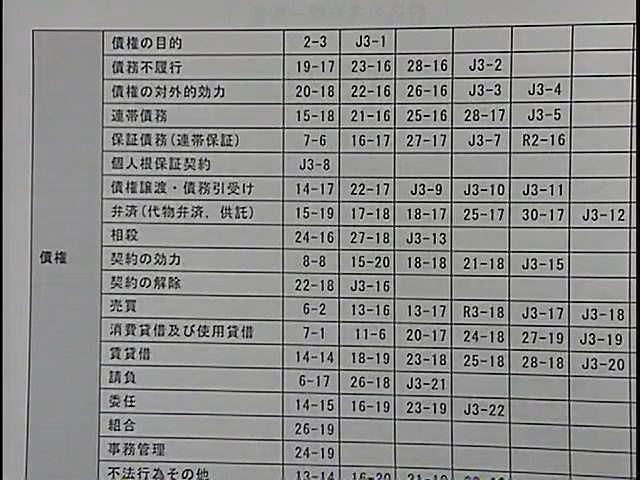 債権の目的 2-3 J3-1
債務不履行 19-17 23-16 28-16 J3-2
債権の対外的効力 20-18 22-16 26-16 J3-3 J3-4
連帯債務 15-18 21-16 25-16 28-17 J3-5
保証債務(連帯保証) 7-6 16-17 27-17 J3-7 R2-16
個人根保証契約 J3-8
債権譲渡・債務引受け 14-17 22-17 J3-9 J3-10 J3-11
弁済(代物弁済,供託) 15-19 17-18 18-17 25-17 30-17 J3-12
相殺 24-16 27-18 J3-13
債権
契約の効力 8-8 15-20 18-18 21-18 J3-15
契約の解除 22-18 J3-16
売買 6-2 13-16 13-17 R3-18 J3-17 J3-18
消費貸借及び使用貸借 7-1 11-6 20-17 24-18 27-19 J3-19
賃貸借 14-14 18-19 23-18 25-18 28-18 J3-20
請負 6-17 26-18 J3-21
委任 14-15 16-19 23-19 J3-22
組合 26-19
事務管理 24-19
不法行為その他 13-14 16-20 21-19